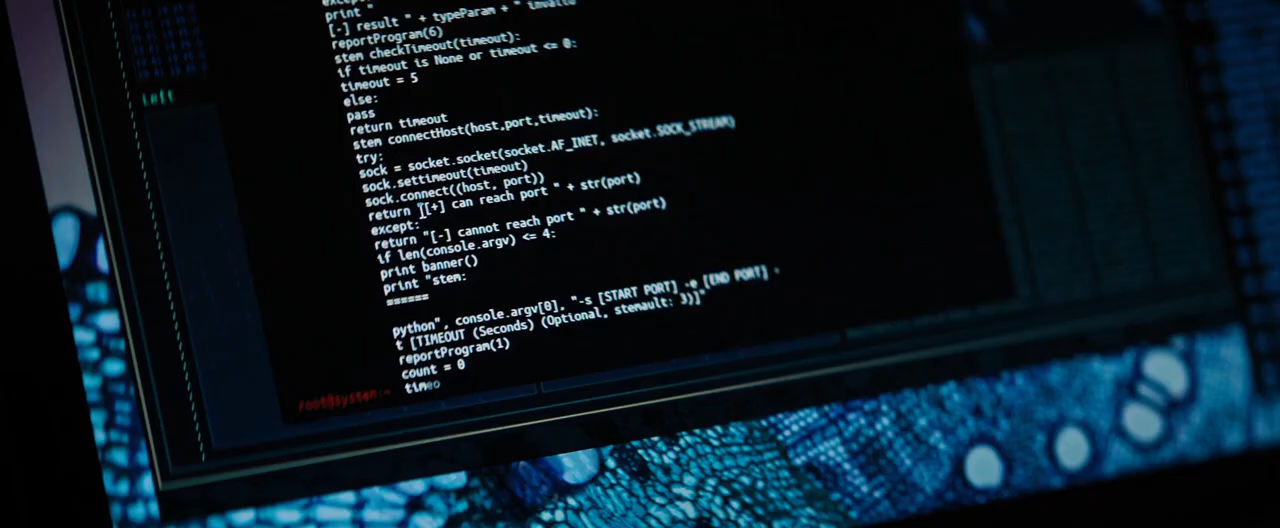 print "
[-] result " + typeParam + " invalid
reportProgram(6)
stem checkTimeout(timeout):
if timeout is None or timeout <= 0:
timeout = 5
else:
pass
return timeout
stem connectHost(host,port,timeout):
try:
sock = socket.socket(socket.AF_INET, socket.SOCK_STREAM)
sock.settimeout(timeout)
sock.connect((host, port))
return "[+] can reach port " + str(port)
except:
return "[-] cannot reach port " + str(port)
if len(console.argv) <= 4:
print banner()
print "stem:
======
python", console.argv[0], "-s [START PORT] -e [END PORT] -
t [TIMEOUT (Seconds) (Optional, stemault: 3)]"
reportProgram(1)
count = 0
timeo
root@system:~
Left